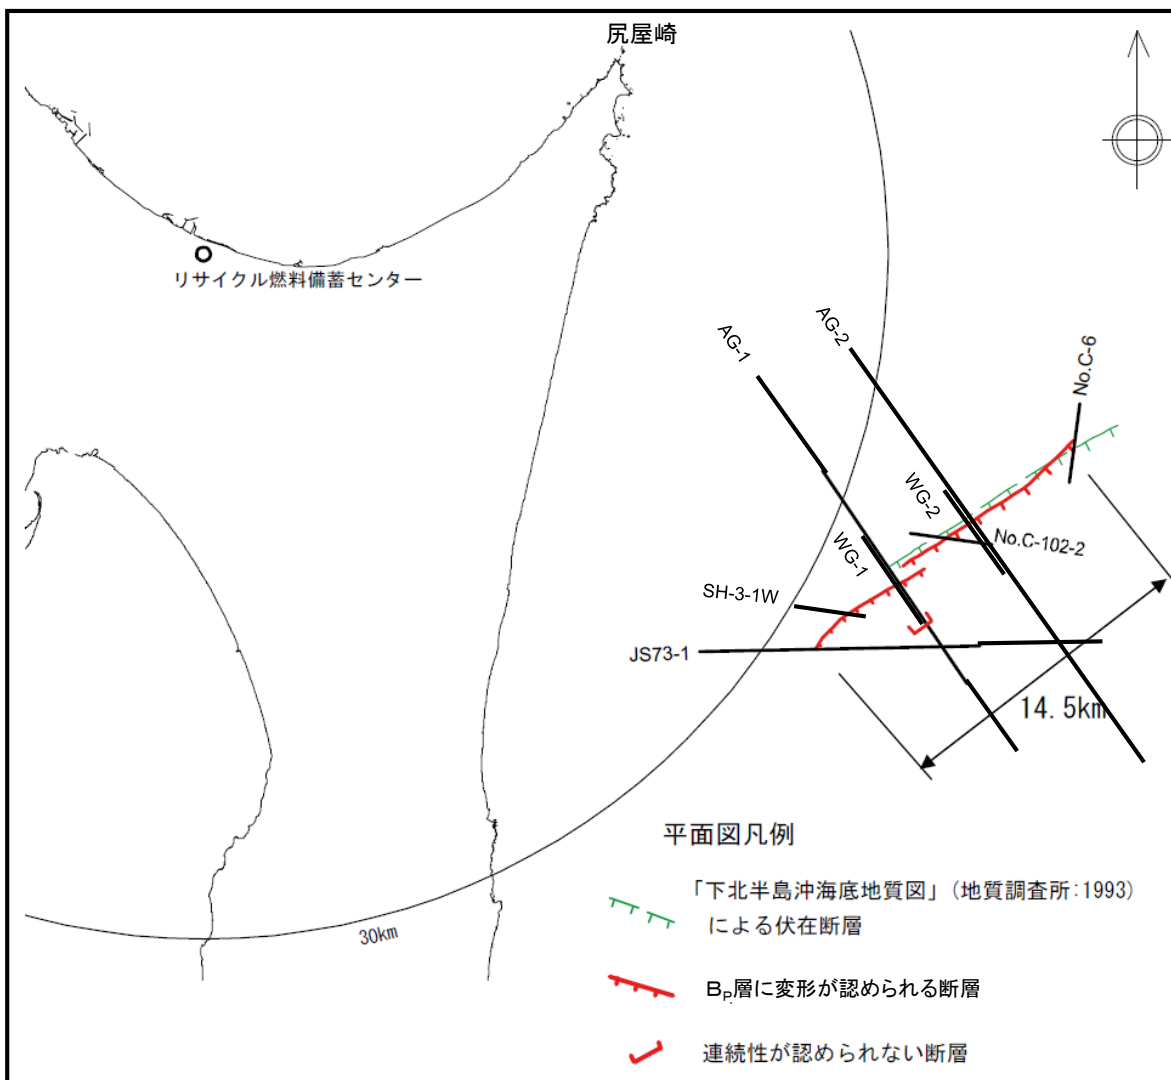 尻屋崎
リサイクル燃料備蓄センター
AG-1
AG-2
No.C-6
WG-2
WG-1
No.C-102-2
SH-3-1W
JS73-1
14.5km
30km
平面図凡例
「下北半島沖海底地質図」(地質調査所:1993)
による伏在断層
BP層に変形が認められる断層
連続性が認められない断層